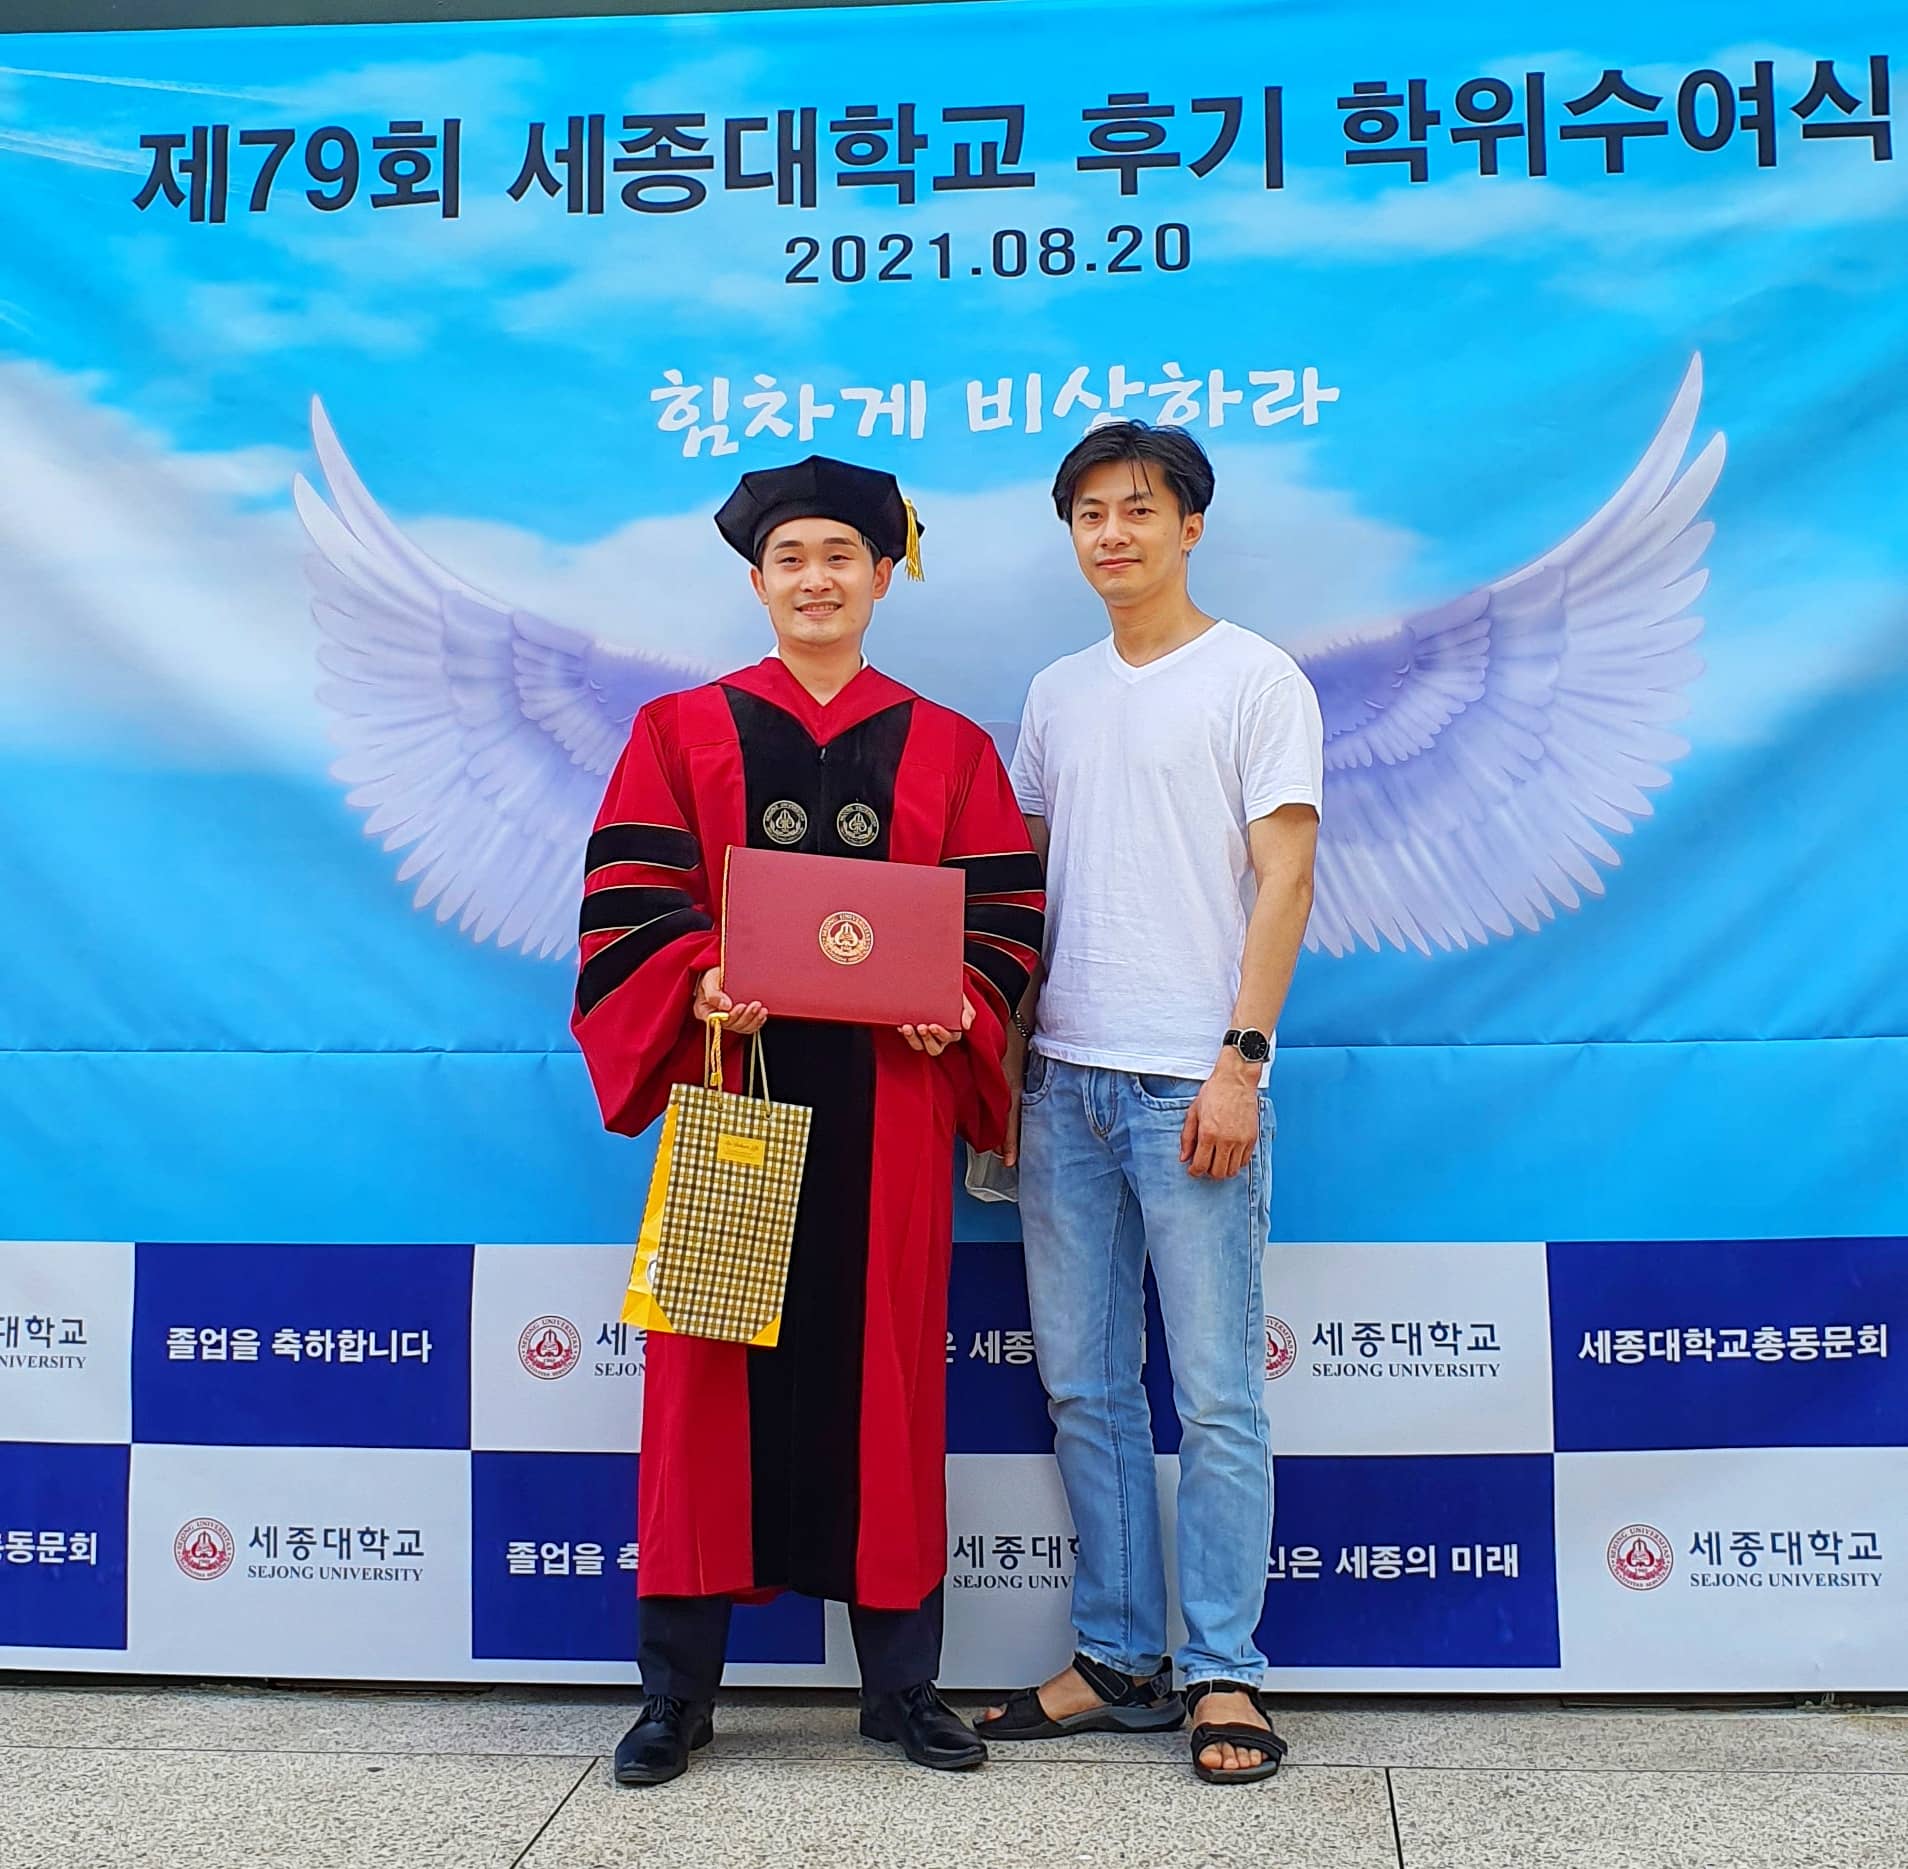 제79회 세종대학교 후기 학위수여식
2021.08.20
힘차게 비상하라
대학교 졸업을 축하합니다 세 은 세종 세종대학교 세종대학교총동문회
NIVERSITY SEJON SEJONG UNIVERSITY
총동문회 세종대학교 졸업을 축 세종대학 신은 세종의 미래 세종대학교
SEJONG UNIVERSITY SEJONG UNIV SEJONG UNIVERSITY